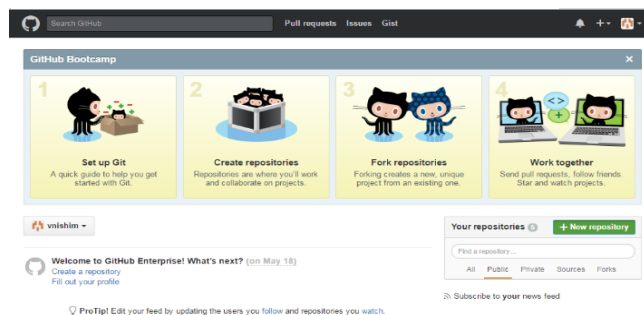 Search GitHub
Pull requests Issues Gist
GitHub Bootcamp
1
Set up Git
A quick guide to help you get
started with Git.
2
Create repositories
Repositories are where you'll work
and collaborate on projects.
3
Fork repositories
Forking creates a new, unique
project from an existing one.
4
Work together
Send pull requests, follow friends.
Star and watch projects.
vnishim
Welcome to GitHub Enterprise! What's next? (on May 18)
Create a repository
Fill out your profile
ProTip! Edit your feed by updating the users you follow and repositories you watch.
Your repositories
+ New repository
Find a repository...
All Public Private Sources Forks
Subscribe to your news feed